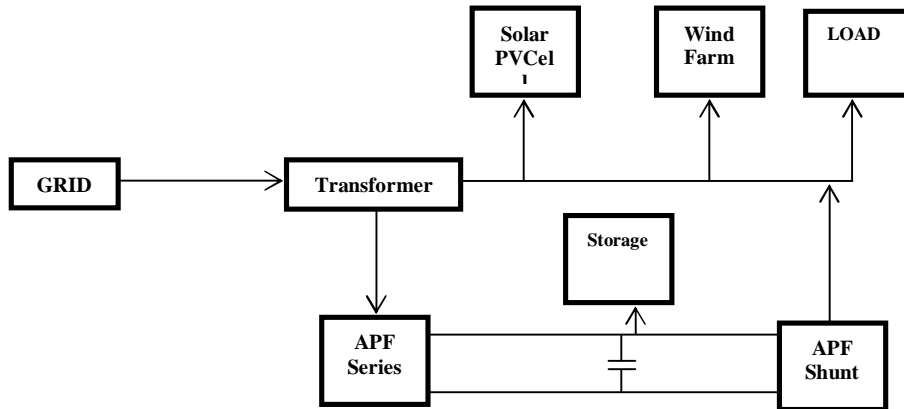 Solar
PVCel
l
Wind
Farm
LOAD
GRID
Transformer
Storage
APF
Series
APF
Shunt